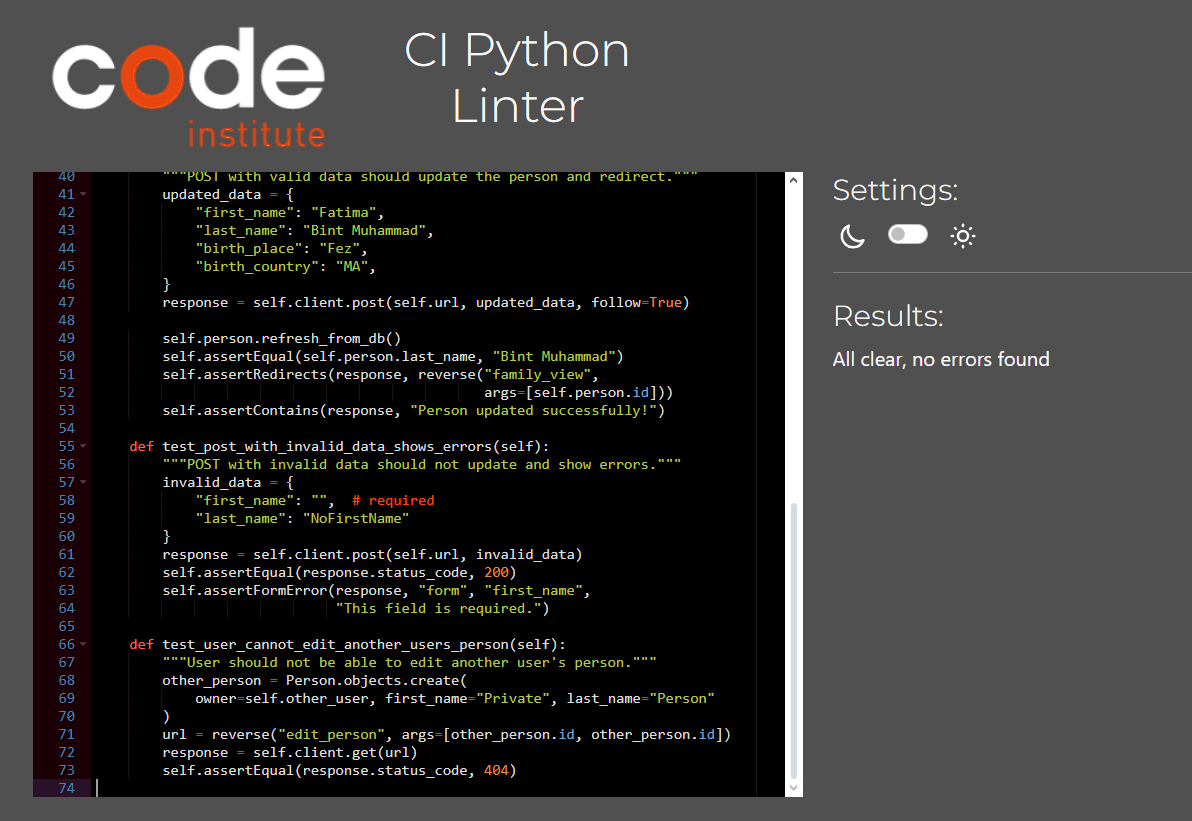 code
institute
CI Python
Linter
40 """POST with valid data should update the person and redirect."""
41 updated_data = {
42 "first_name": "Fatima",
43 "last_name": "Bint Muhammad",
44 "birth_place": "Fez",
45 "birth_country": "MA",
46 }
47 response = self.client.post(self.url, updated_data, follow=True)
48
49 self.person.refresh_from_db()
50 self.assertEqual(self.person.last_name, "Bint Muhammad")
51 self.assertRedirects(response, reverse("family_view",
52 args=[self.person.id]))
53 self.assertContains(response, "Person updated successfully!")
54
55 def test_post_with_invalid_data_shows_errors(self):
56 """POST with invalid data should not update and show errors."""
57 invalid_data = {
58 "first_name": "",  # required
59 "last_name": "NoFirstName"
60 }
61 response = self.client.post(self.url, invalid_data)
62 self.assertEqual(response.status_code, 200)
63 self.assertFormError(response, "form", "first_name",
64 "This field is required.")
65
66 def test_user_cannot_edit_another_users_person(self):
67 """User should not be able to edit another user's person."""
68 other_person = Person.objects.create(
69 owner=self.other_user, first_name="Private", last_name="Person"
70 )
71 url = reverse("edit_person", args=[other_person.id, other_person.id])
72 response = self.client.get(url)
73 self.assertEqual(response.status_code, 404)
74
Settings:
Results:
All clear, no errors found